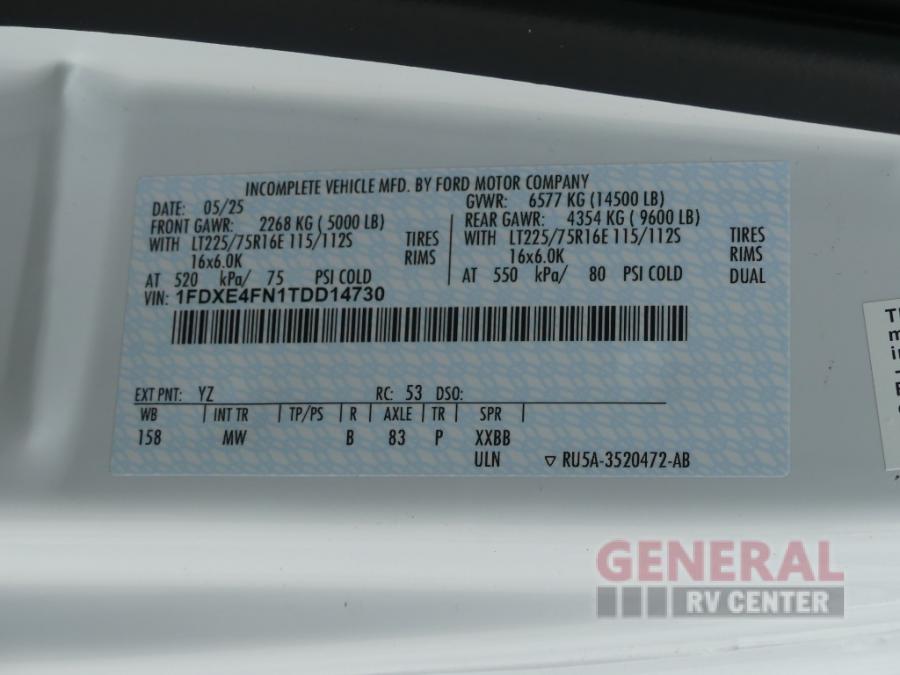 INCOMPLETE VEHICLE MFD. BY FORD MOTOR COMPANY
DATE: 05/25 GVWR: 6577 KG (14500 LB)
FRONT GAWR: 2268 KG ( 5000 LB) REAR GAWR: 4354 KG ( 9600 LB)
WITH LT225/75R16E 115/112S TIRES WITH LT225/75R16E 115/112S TIRES
16x6.0K RIMS 16x6.0K RIMS
AT 520 kPa/ 75 PSI COLD AT 550 kPa/ 80 PSI COLD DUAL
VIN: 1FDXE4FN1TDD14730
EXT PNT: YZ RC: 53 DSO:
WB INT TR TP/PS R AXLE TR SPR
158 MW B 83 P XXBB
ULN ▽ RU5A-3520472-AB
GENERAL
RV CENTER